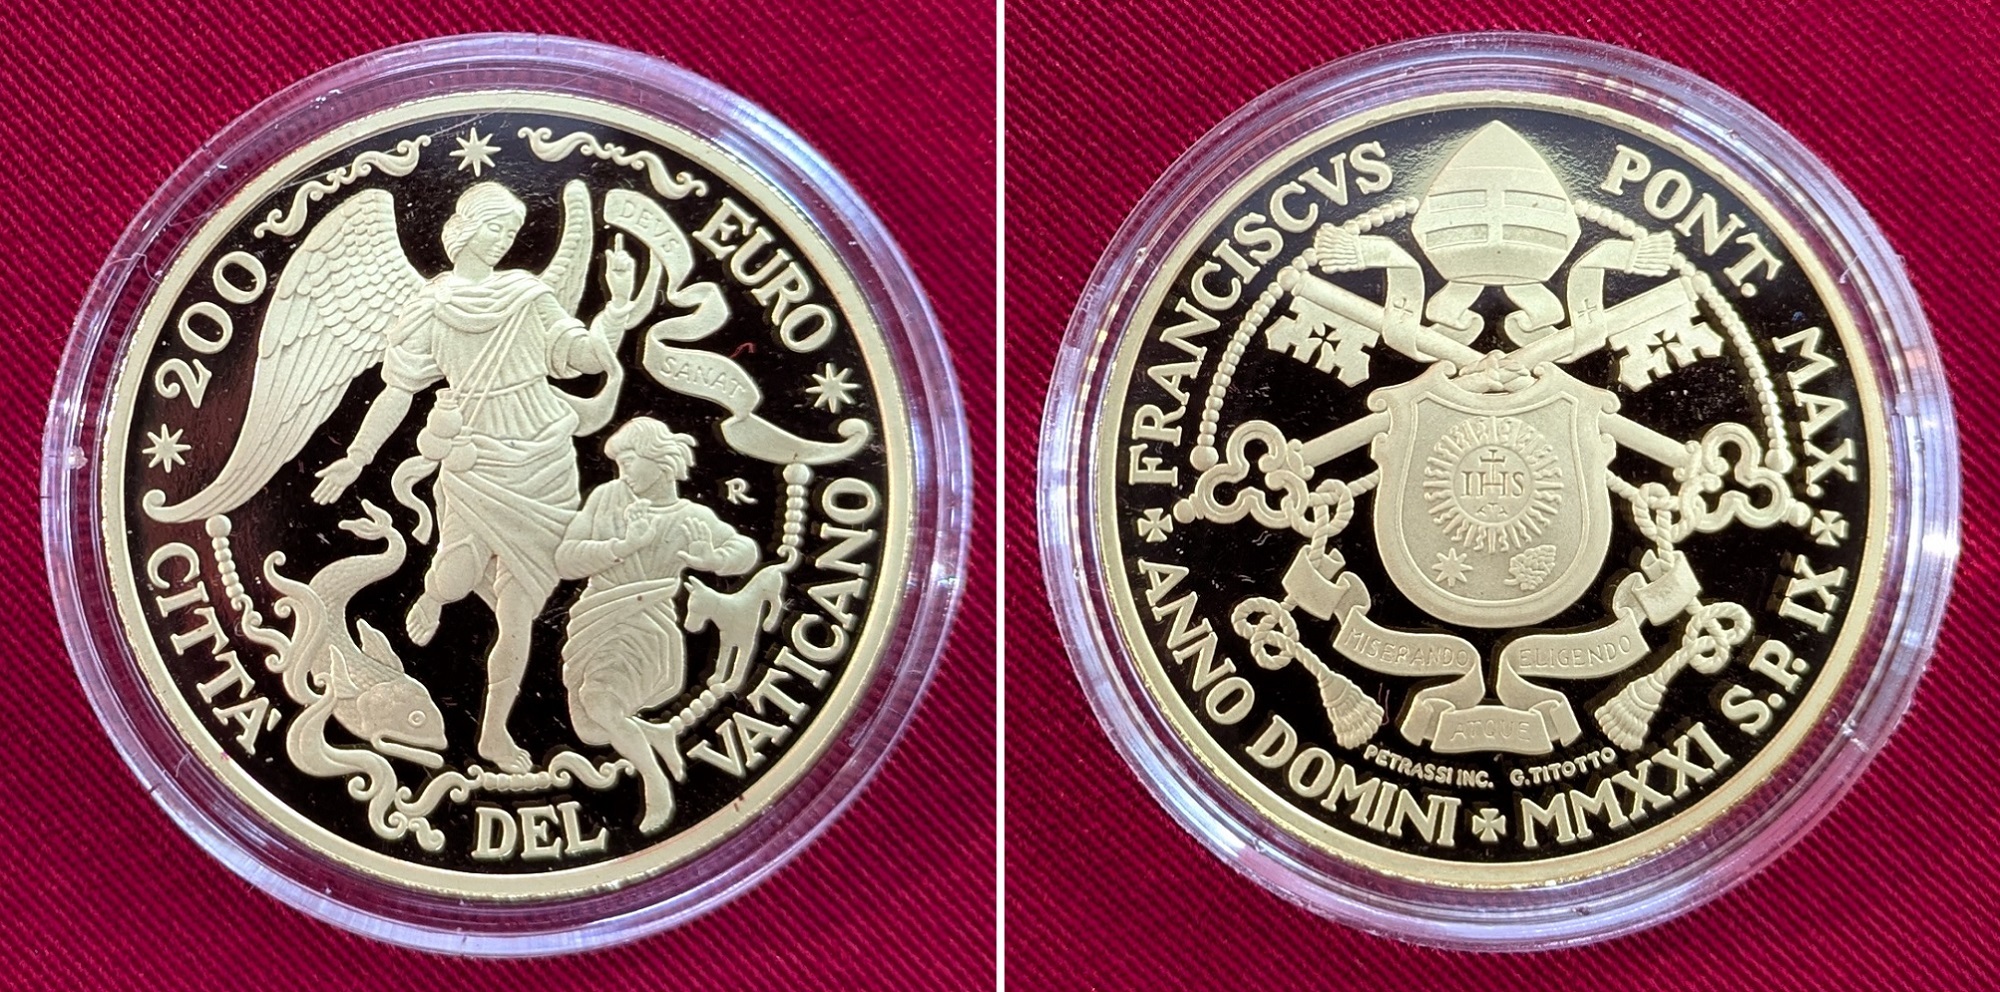 200 EURO
DEVS
SANAT
R
CITTÀ DEL VATICANO
FRANCISCVS PONT. MAX.
IHS
MISERANDO
ELIGENDO
ATQUE
PETRASSI INC. G. TITOTTO
ANNO DOMINI MMXXI S.P. IX